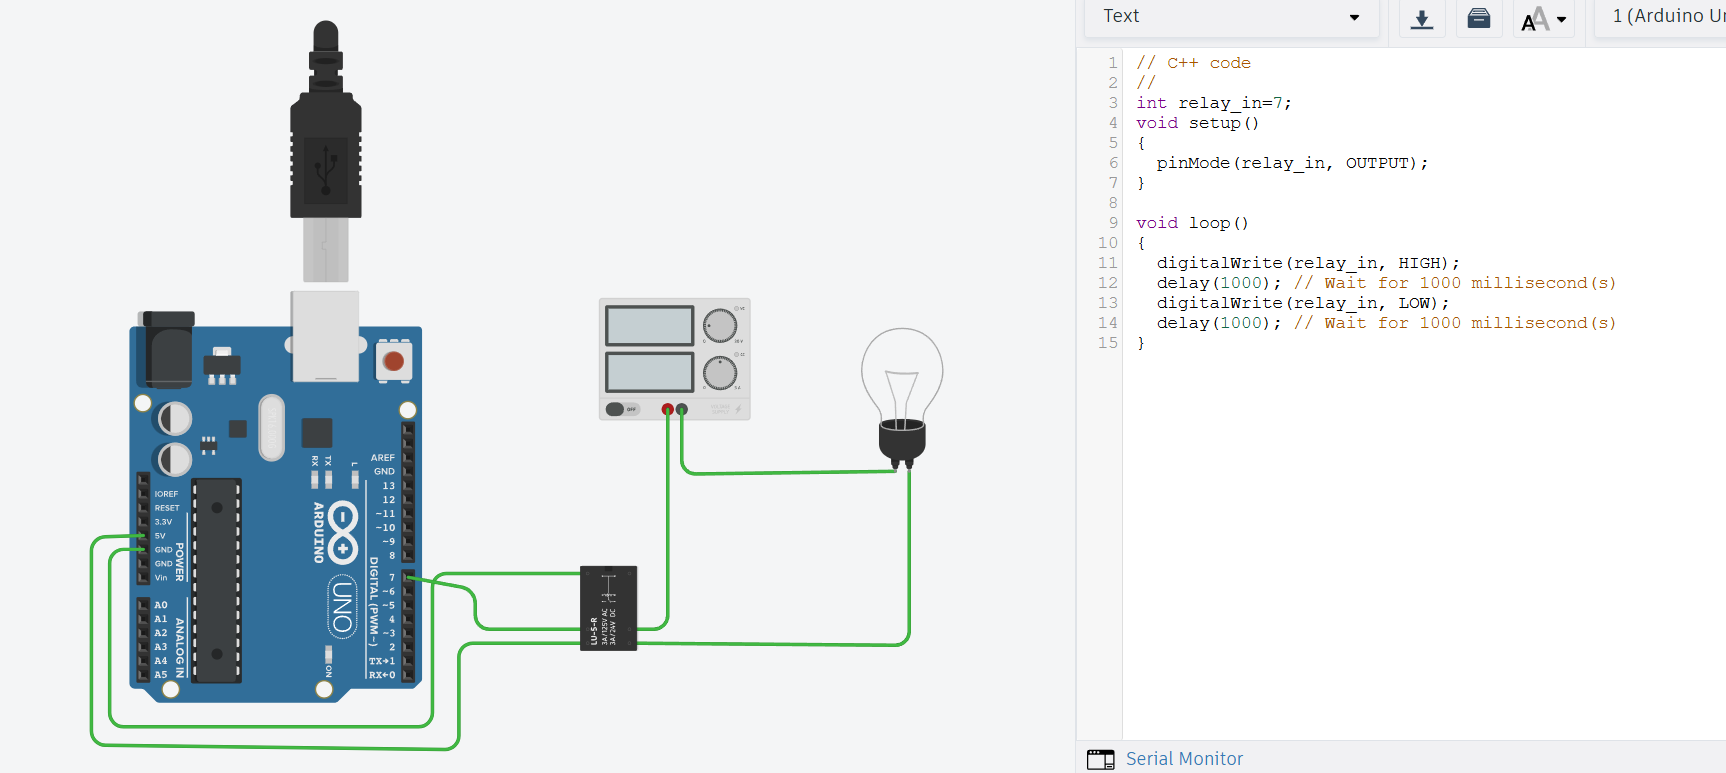 Text
1 (Arduino Ur
1 // C++ code
2 //
3 int relay_in=7;
4 void setup()
5 {
6 pinMode(relay_in, OUTPUT);
7 }
8
9 void loop()
10 {
11 digitalWrite(relay_in, HIGH);
12 delay(1000); // Wait for 1000 millisecond(s)
13 digitalWrite(relay_in, LOW);
14 delay(1000); // Wait for 1000 millisecond(s)
15 }
Serial Monitor
OFF
AREF
GND
13
12
~11
~10
~9
8
7
~6
~5
4
~3
2
TX→1
RX←0
DIGITAL (PWM~)
IOREF
RESET
3.3V
5V
GND
GND
Vin
POWER
A0
A1
A2
A3
A4
A5
ANALOG IN
RX
TX
L
ARDUINO
UNO
ON
LU-5-R
3A/125V AC
3A/24V DC